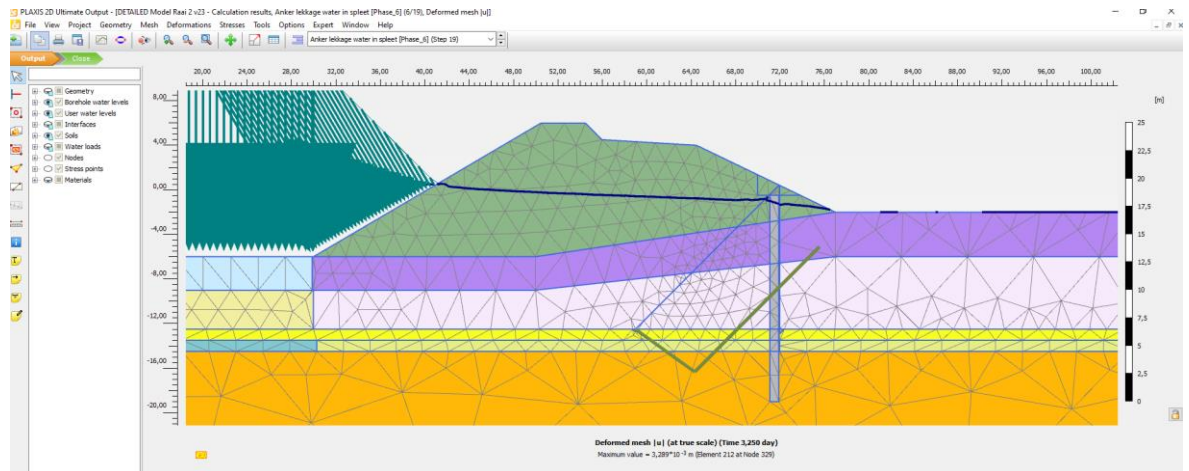 PLAXIS 2D Ultimate Output - [DETAILED Model Raai 2 v23 - Calculation results, Anker lekkage water in spleet [Phase_6] (6/19), Deformed mesh |u|]
File View Project Geometry Mesh Deformations Stresses Tools Options Expert Window Help
Anker lekkage water in spleet [Phase_6] (Step 19)
Output Close
Geometry
Borehole water levels
User water levels
Interfaces
Soils
Water loads
Nodes
Stress points
Materials
20,00 24,00 28,00 32,00 36,00 40,00 44,00 48,00 52,00 56,00 60,00 64,00 68,00 72,00 76,00 80,00 84,00 88,00 92,00 96,00 100,00
8,00
4,00
0,00
-4,00
-8,00
-12,00
-16,00
-20,00
[m]
25
22,5
20
17,5
15
12,5
10
7,5
5
2,5
0
Deformed mesh |u| (at true scale) (Time 3,250 day)
Maximum value = 3,289*10⁻³ m (Element 212 at Node 329)